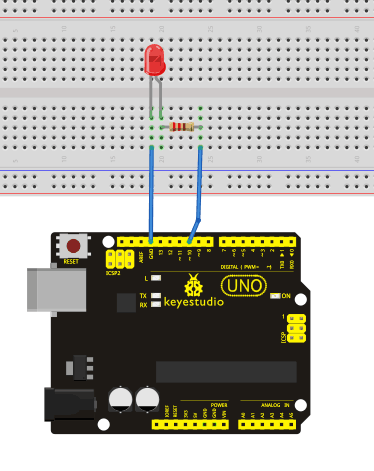 RESET
ICSP2
AREF
GND
13
12
~11
~10
~9
8
7
~6
~5
4
~3
2
TX ▸ 1
RX ◂ 0
DIGITAL ( PWM~ )
L
TX
RX
keyestudio
UNO
ON
1
ICSP
IOREF
RESET
3V3
5V
GND
GND
VIN
POWER
ANALOG IN
A0
A1
A2
A3
A4
A5